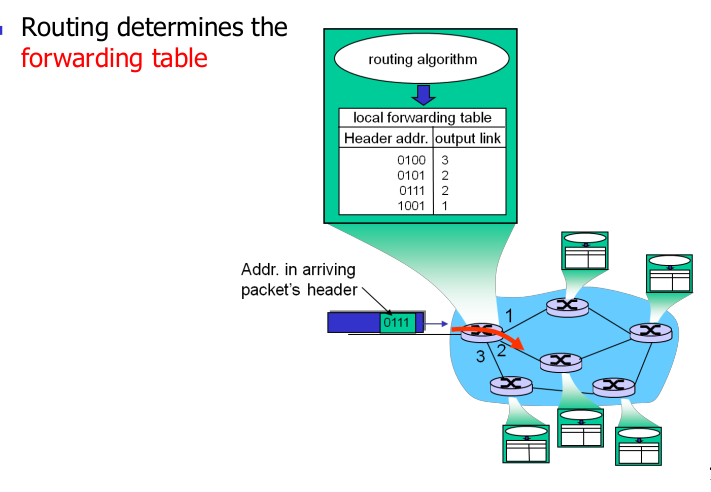 Routing determines the
forwarding table
routing algorithm
local forwarding table
Header addr. output link
0100 3
0101 2
0111 2
1001 1
Addr. in arriving
packet's header
0111
1
2
3